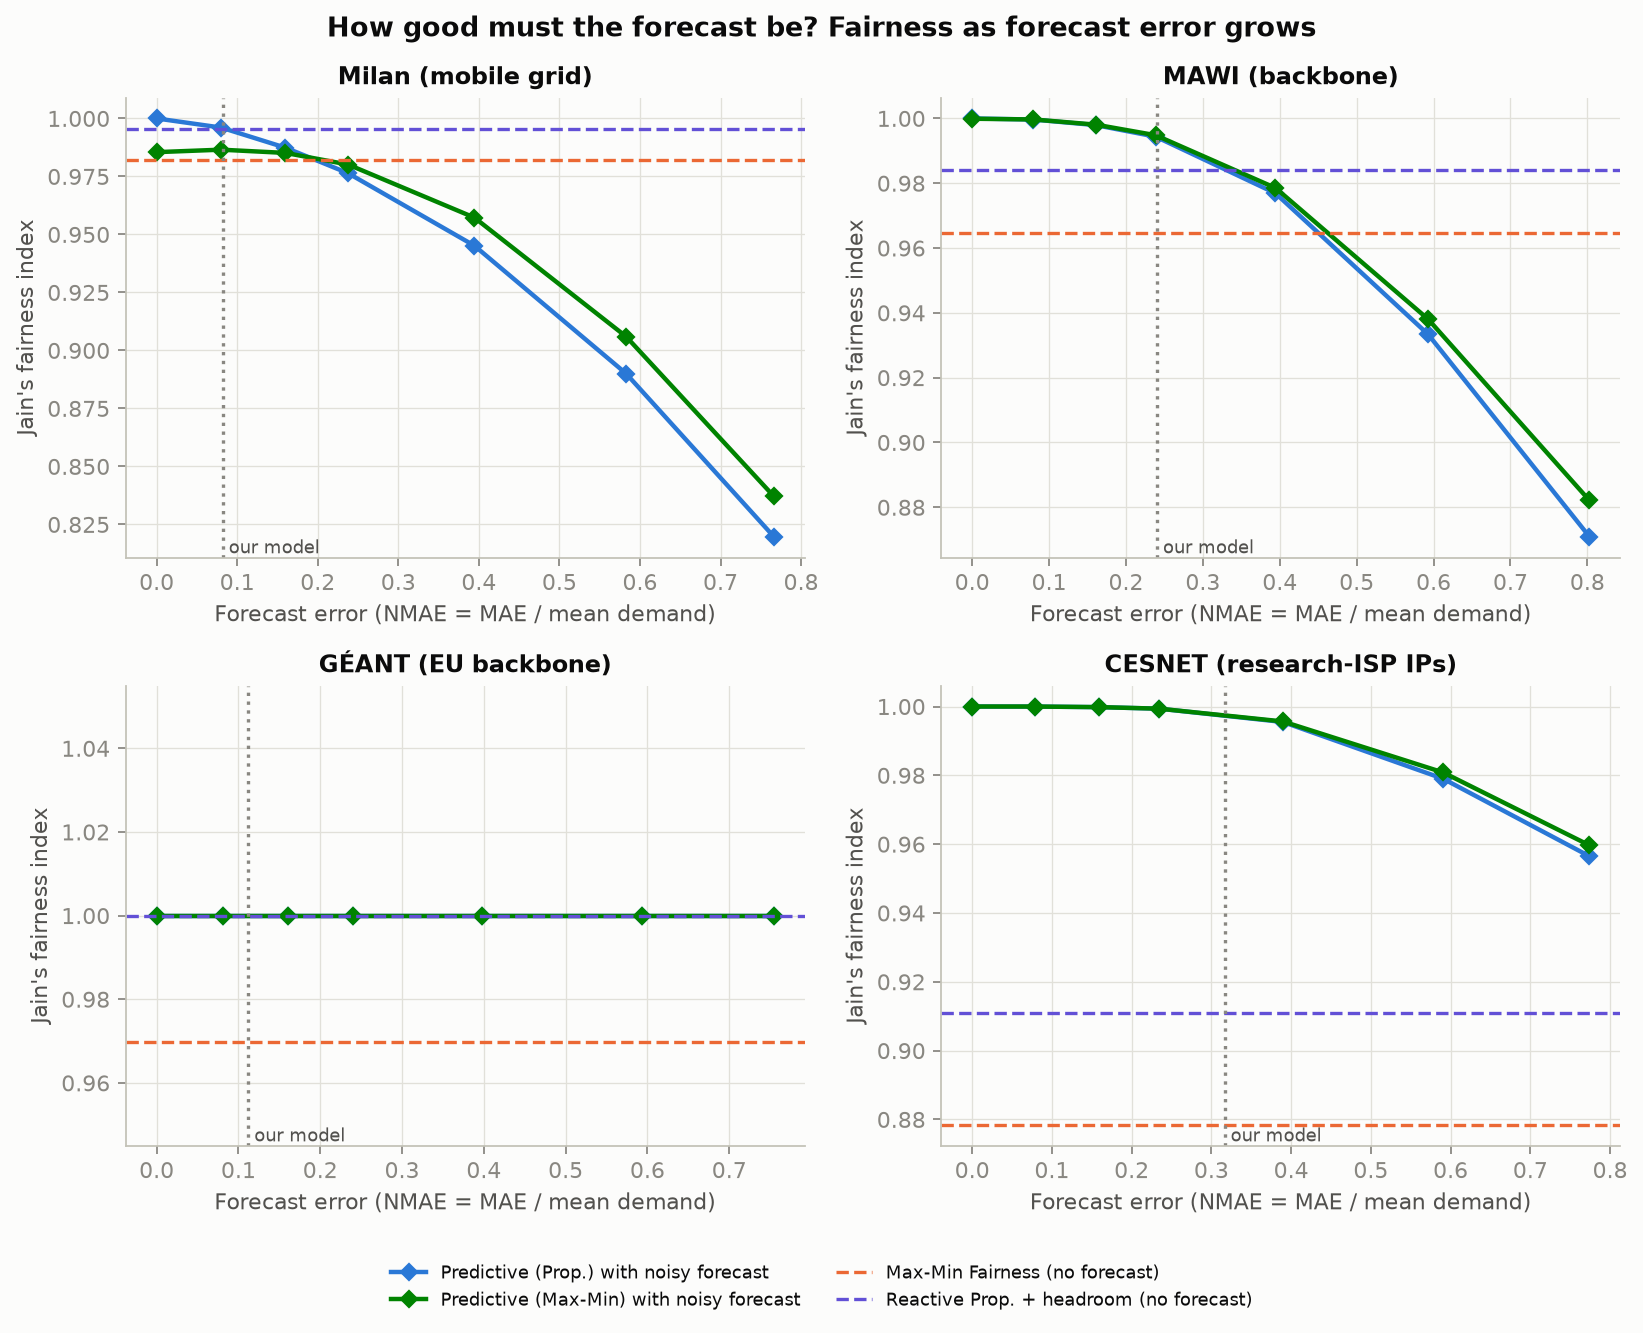 How good must the forecast be? Fairness as forecast error grows
Milan (mobile grid)
Jain's fairness index
1.000
0.975
0.950
0.925
0.900
0.875
0.850
0.825
our model
0.0 0.1 0.2 0.3 0.4 0.5 0.6 0.7 0.8
Forecast error (NMAE = MAE / mean demand)
MAWI (backbone)
Jain's fairness index
1.00
0.98
0.96
0.94
0.92
0.90
0.88
our model
0.0 0.1 0.2 0.3 0.4 0.5 0.6 0.7 0.8
Forecast error (NMAE = MAE / mean demand)
GÉANT (EU backbone)
Jain's fairness index
1.04
1.02
1.00
0.98
0.96
our model
0.0 0.1 0.2 0.3 0.4 0.5 0.6 0.7
Forecast error (NMAE = MAE / mean demand)
CESNET (research-ISP IPs)
Jain's fairness index
1.00
0.98
0.96
0.94
0.92
0.90
0.88
our model
0.0 0.1 0.2 0.3 0.4 0.5 0.6 0.7 0.8
Forecast error (NMAE = MAE / mean demand)
Predictive (Prop.) with noisy forecast
Predictive (Max-Min) with noisy forecast
Max-Min Fairness (no forecast)
Reactive Prop. + headroom (no forecast)